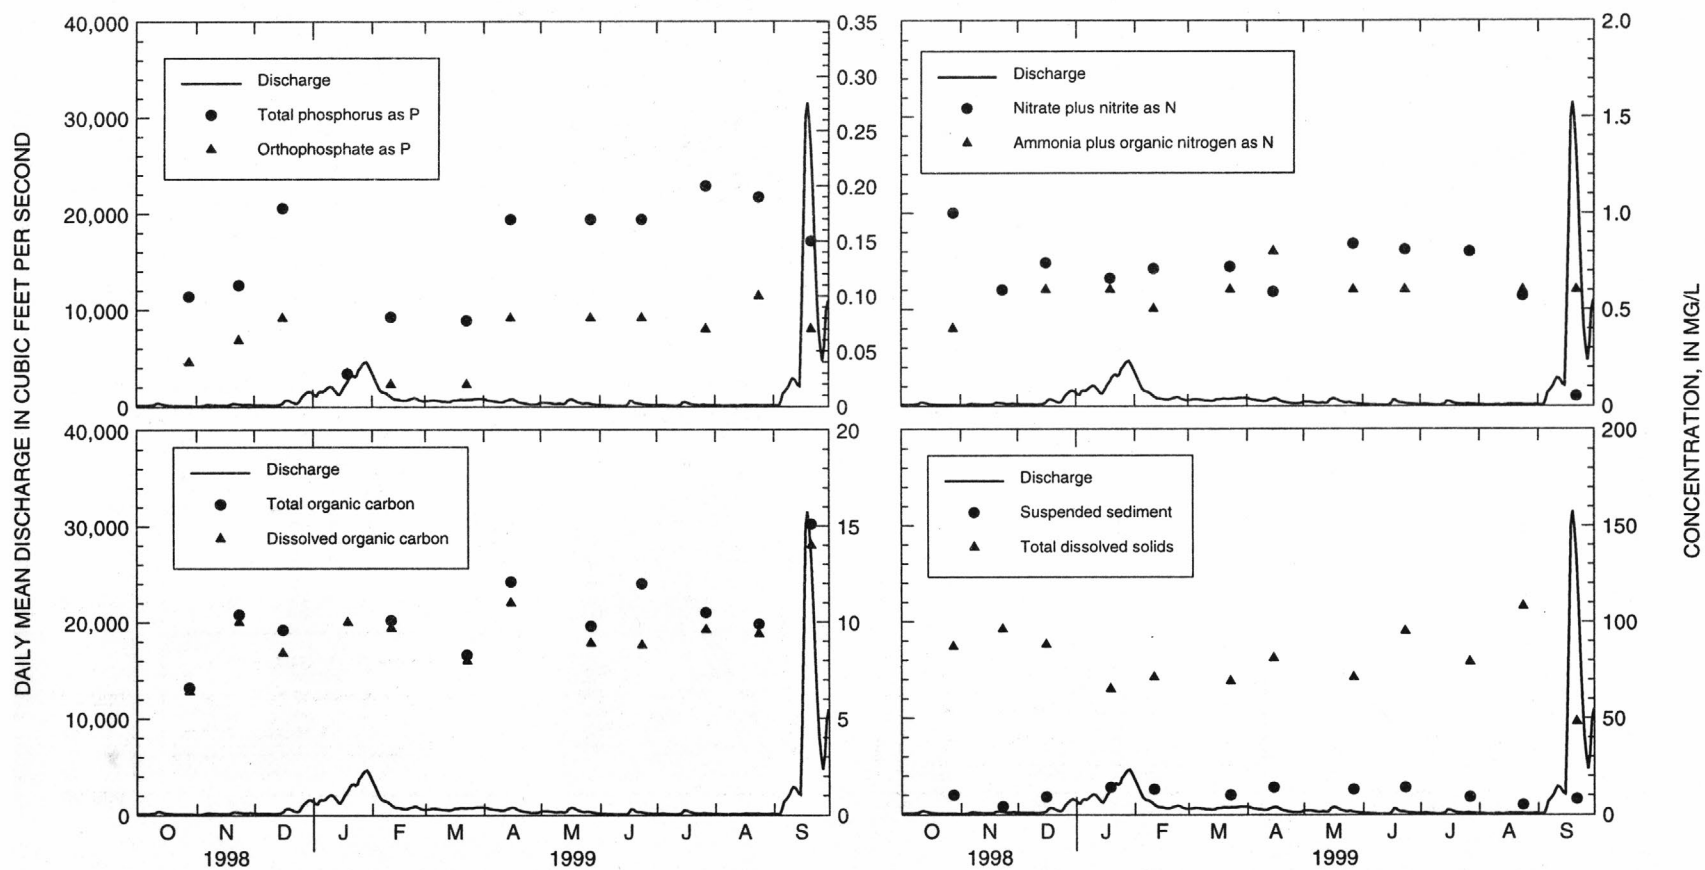 DAILY MEAN DISCHARGE IN CUBIC FEET PER SECOND
40,000
30,000
20,000
10,000
0
Discharge
Total phosphorus as P
Orthophosphate as P
0.35
0.30
0.25
0.20
0.15
0.10
0.05
0
Discharge
Nitrate plus nitrite as N
Ammonia plus organic nitrogen as N
2.0
1.5
1.0
0.5
0
40,000
30,000
20,000
10,000
0
Discharge
Total organic carbon
Dissolved organic carbon
20
15
10
5
0
O N D J F M A M J J A S
1998 1999
Discharge
Suspended sediment
Total dissolved solids
200
150
100
50
0
O N D J F M A M J J A S
1998 1999
CONCENTRATION, IN MG/L